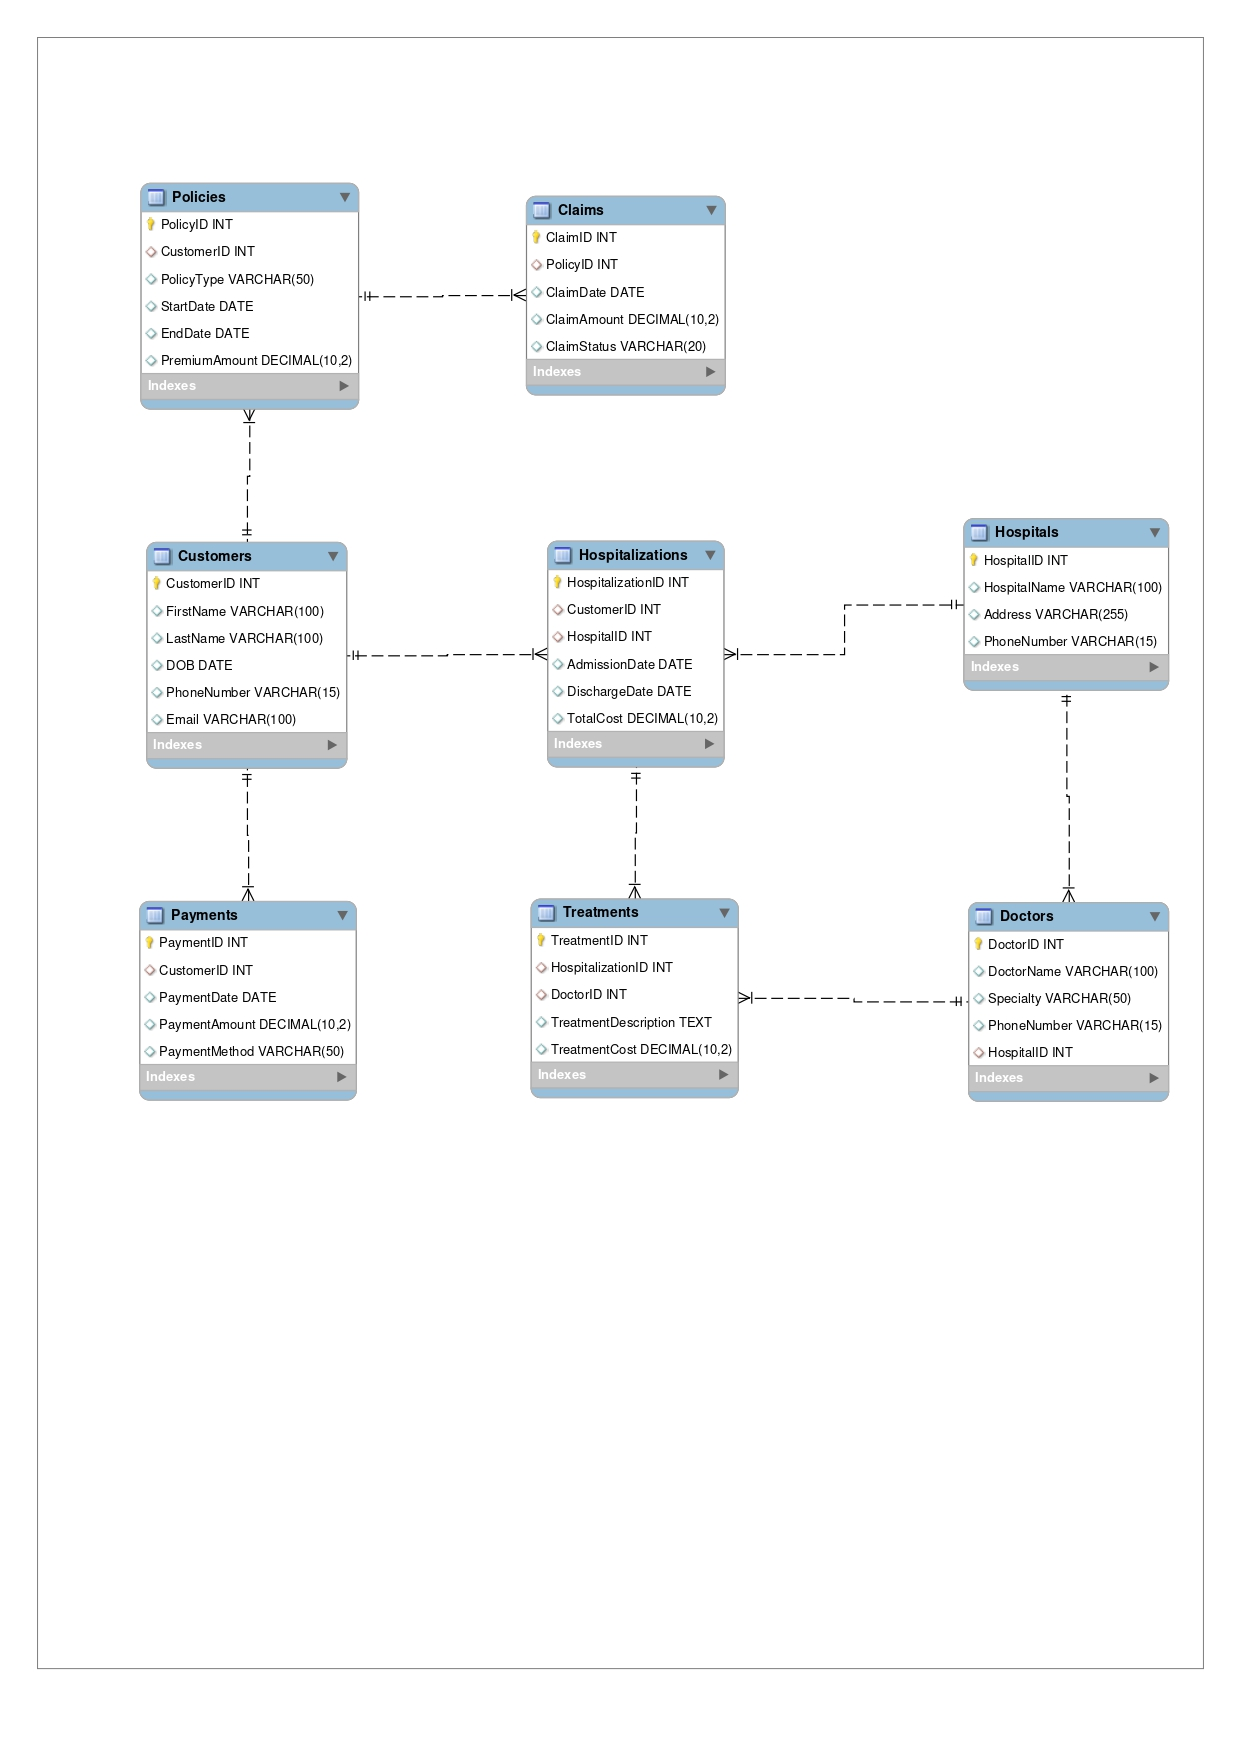 Policies
PolicyID INT
CustomerID INT
PolicyType VARCHAR(50)
StartDate DATE
EndDate DATE
PremiumAmount DECIMAL(10,2)
Indexes
Claims
ClaimID INT
PolicyID INT
ClaimDate DATE
ClaimAmount DECIMAL(10,2)
ClaimStatus VARCHAR(20)
Indexes
Customers
CustomerID INT
FirstName VARCHAR(100)
LastName VARCHAR(100)
DOB DATE
PhoneNumber VARCHAR(15)
Email VARCHAR(100)
Indexes
Hospitalizations
HospitalizationID INT
CustomerID INT
HospitalID INT
AdmissionDate DATE
DischargeDate DATE
TotalCost DECIMAL(10,2)
Indexes
Hospitals
HospitalID INT
HospitalName VARCHAR(100)
Address VARCHAR(255)
PhoneNumber VARCHAR(15)
Indexes
Payments
PaymentID INT
CustomerID INT
PaymentDate DATE
PaymentAmount DECIMAL(10,2)
PaymentMethod VARCHAR(50)
Indexes
Treatments
TreatmentID INT
HospitalizationID INT
DoctorID INT
TreatmentDescription TEXT
TreatmentCost DECIMAL(10,2)
Indexes
Doctors
DoctorID INT
DoctorName VARCHAR(100)
Specialty VARCHAR(50)
PhoneNumber VARCHAR(15)
HospitalID INT
Indexes